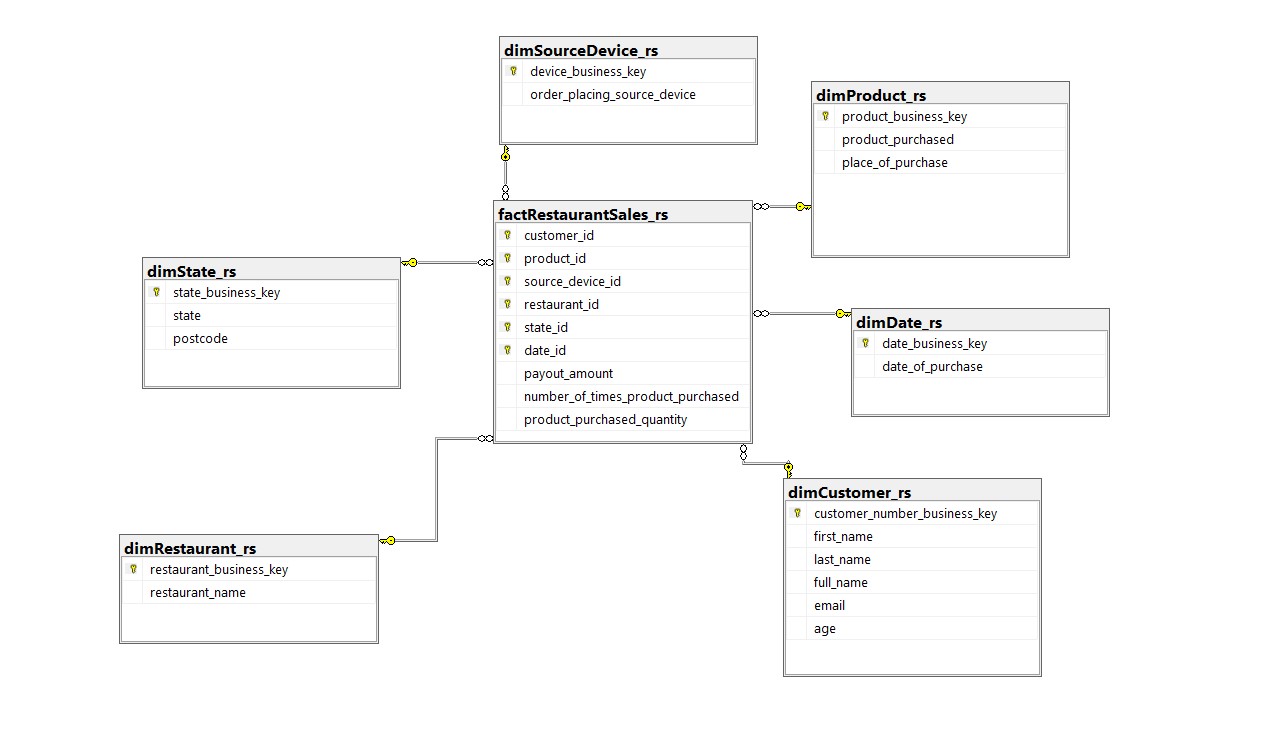 dimSourceDevice_rs
device_business_key
order_placing_source_device
dimProduct_rs
product_business_key
product_purchased
place_of_purchase
factRestaurantSales_rs
customer_id
product_id
source_device_id
restaurant_id
state_id
date_id
payout_amount
number_of_times_product_purchased
product_purchased_quantity
dimState_rs
state_business_key
state
postcode
dimDate_rs
date_business_key
date_of_purchase
dimRestaurant_rs
restaurant_business_key
restaurant_name
dimCustomer_rs
customer_number_business_key
first_name
last_name
full_name
email
age